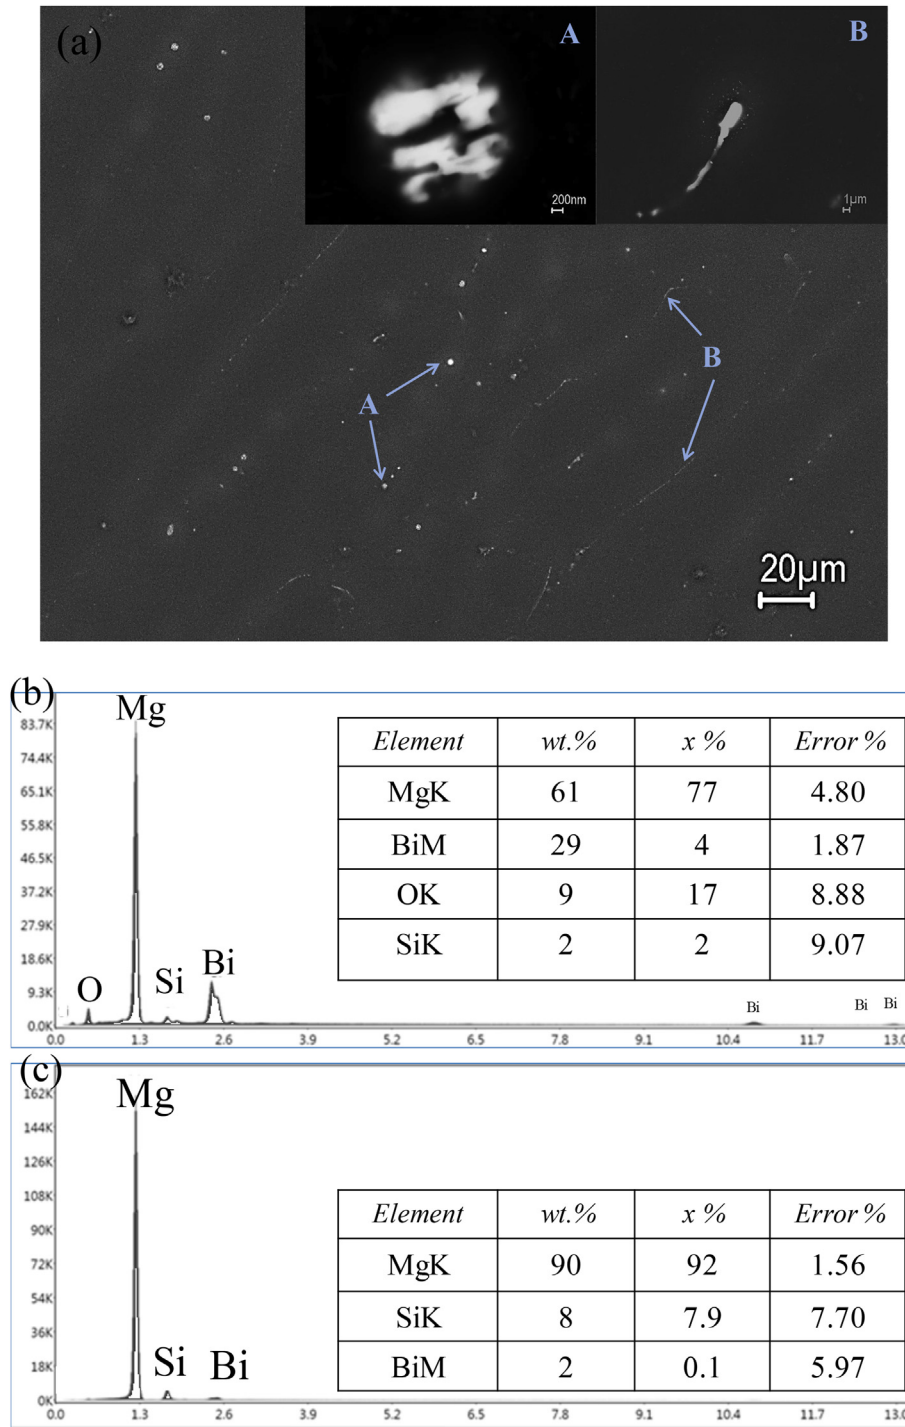 (a)
A
B
200nm
1µm
B
A
20µm
(b)
Mg
83.7K
74.4K
65.1K
55.8K
46.5K
37.2K
27.9K
18.6K
9.3K
0.0K
O
Si
Bi
Bi
Bi
Bi
0.0 1.3 2.6 3.9 5.2 6.5 7.8 9.1 10.4 11.7 13.0
Element wt.% x % Error %
MgK 61 77 4.80
BiM 29 4 1.87
OK 9 17 8.88
SiK 2 2 9.07
(c)
Mg
162K
144K
126K
108K
90K
72K
54K
36K
18K
0K
Si
Bi
0.0 1.3 2.6 3.9 5.2 6.5 7.8 9.1 10.4 11.7 13.0
Element wt.% x % Error %
MgK 90 92 1.56
SiK 8 7.9 7.70
BiM 2 0.1 5.97